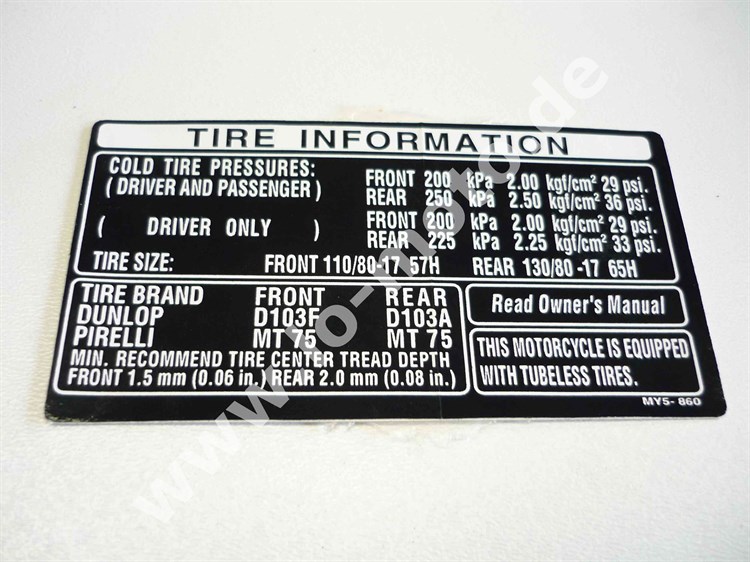 TIRE INFORMATION
COLD TIRE PRESSURES:
(DRIVER AND PASSENGER)
FRONT 200 kPa 2.00 kgf/cm² 29 psi.
REAR 250 kPa 2.50 kgf/cm² 36 psi.
( DRIVER ONLY )
FRONT 200 kPa 2.00 kgf/cm² 29 psi.
REAR 225 kPa 2.25 kgf/cm² 33 psi.
TIRE SIZE: FRONT 110/80-17 57H REAR 130/80 -17 65H
TIRE BRAND FRONT REAR
DUNLOP D103F D103A
PIRELLI MT 75 MT 75
MIN. RECOMMEND TIRE CENTER TREAD DEPTH
FRONT 1.5 mm (0.06 in.) REAR 2.0 mm (0.08 in.)
Read Owner's Manual
THIS MOTORCYCLE IS EQUIPPED
WITH TUBELESS TIRES.
MY5- 860
www.io-moto.de